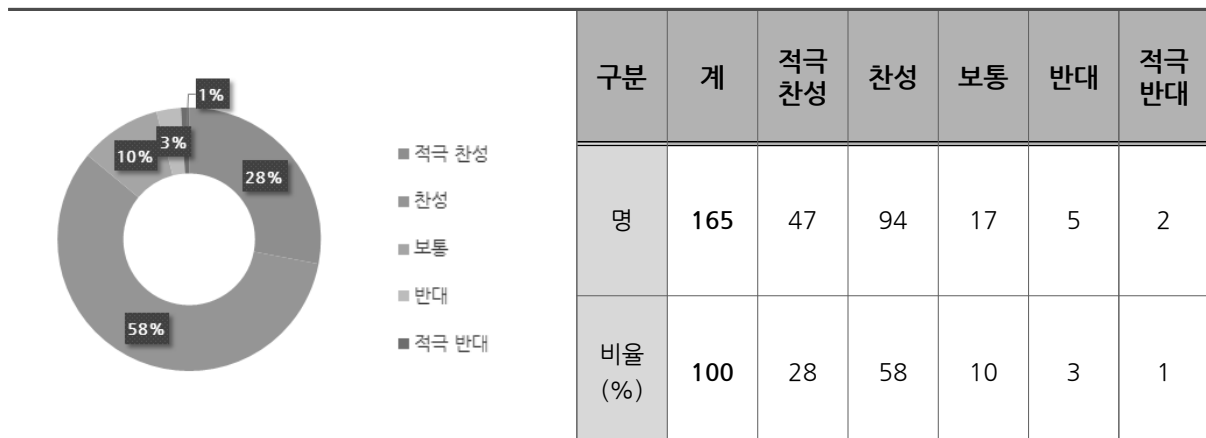 1%
3%
10%
28%
58%
적극 찬성
찬성
보통
반대
적극 반대
구분 계 적극 찬성 찬성 보통 반대 적극 반대
명 165 47 94 17 5 2
비율 (%) 100 28 58 10 3 1